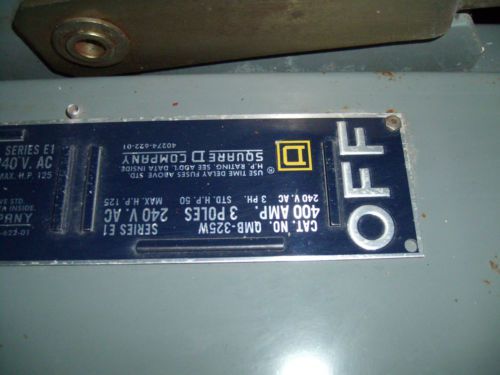 OFF
CAT. NO. QMB-325W SERIES E1
400 AMP. 3 POLES 240 V. AC
240 V. AC 3 PH. STD. H.P. 50 MAX. H.P. 125
USE TIME DELAY FUSES ABOVE "STD.
H.P. RATING. SEE ADD'L DATA INSIDE.
D ® SQUARE D COMPANY
40274-622-01
SERIES E1
240 V. AC
MAX. H.P. 125
VE STD.
A INSIDE.
MPANY
-622-01